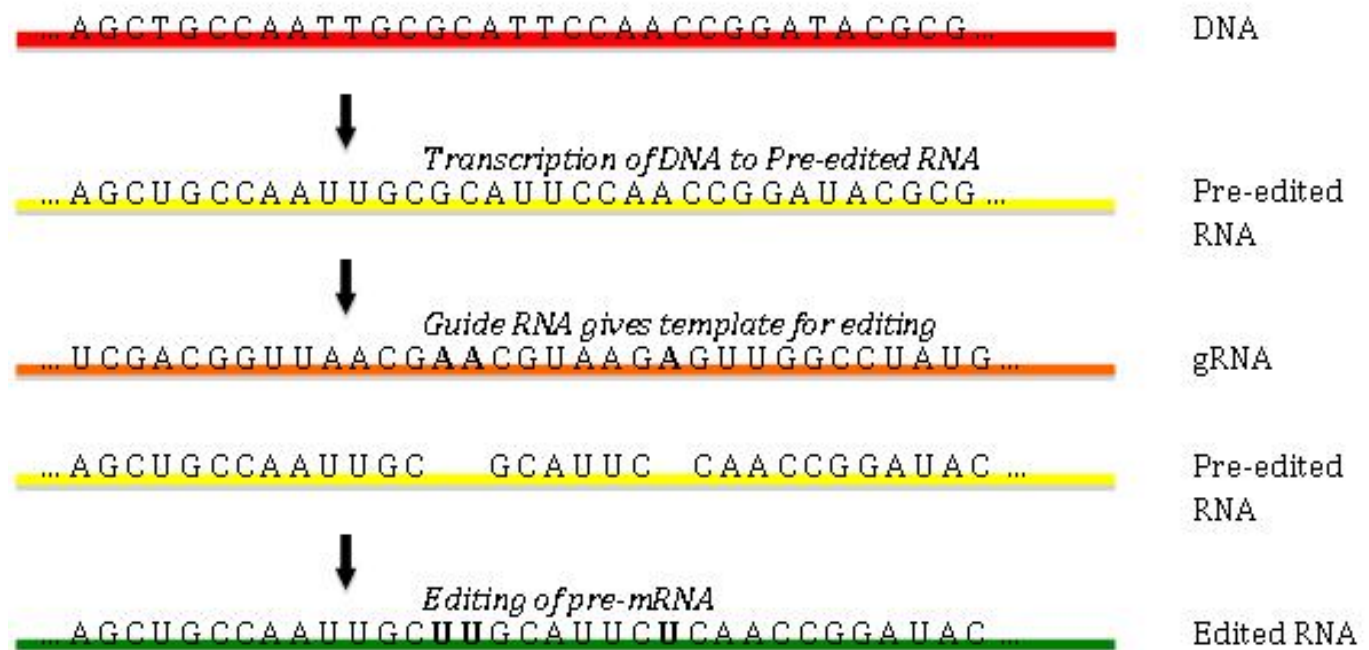 ... A G C T G C C A A T T G C G C A T T C C A A C C G G A T A C G C G ... DNA
Transcription of DNA to Pre-edited RNA
... A G C U G C C A A U U G C G C A U U C C A A C C G G A U A C G C G ... Pre-edited
RNA
Guide RNA gives template for editing
... U C G A C G G U U A A C G A A C G U A A G A G U U G G C C U A U G ... gRNA
... A G C U G C C A A U U G C G C A U U C C A A C C G G A U A C ... Pre-edited
RNA
Editing of pre-mRNA
... A G C U G C C A A U U G C U U G C A U U C U C A A C C G G A U A C ... Edited RNA